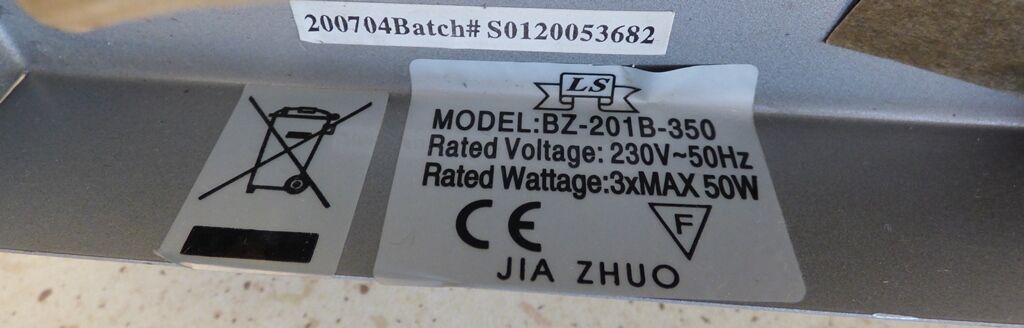 200704Batch# S0120053682
LS
MODEL:BZ-201B-350
Rated Voltage: 230V~50Hz
Rated Wattage:3xMAX 50W
CE
F
JIA ZHUO